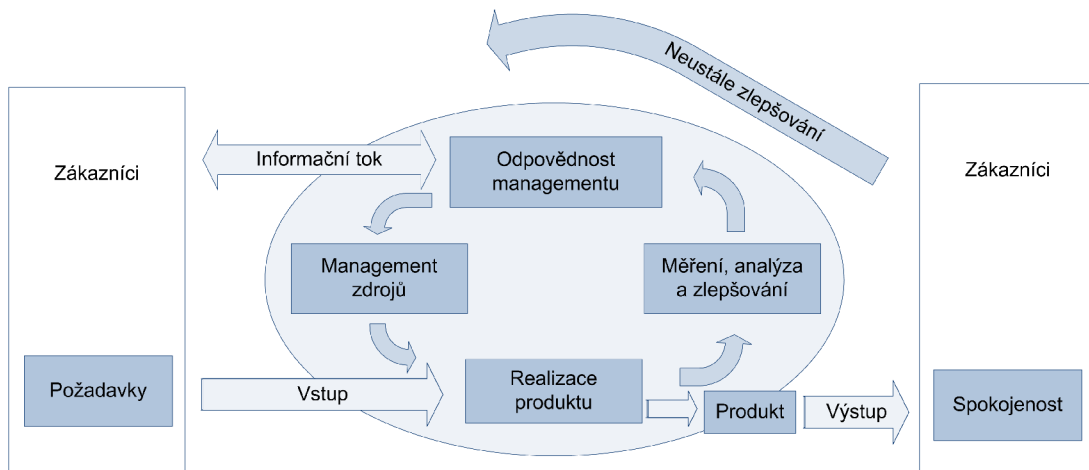 Neustále zlepšování
Zákazníci
Informační tok
Odpovědnost
managementu
Zákazníci
Management
zdrojů
Měření, analýza
a zlepšování
Požadavky
Vstup
Realizace
produktu
Produkt
Výstup
Spokojenost